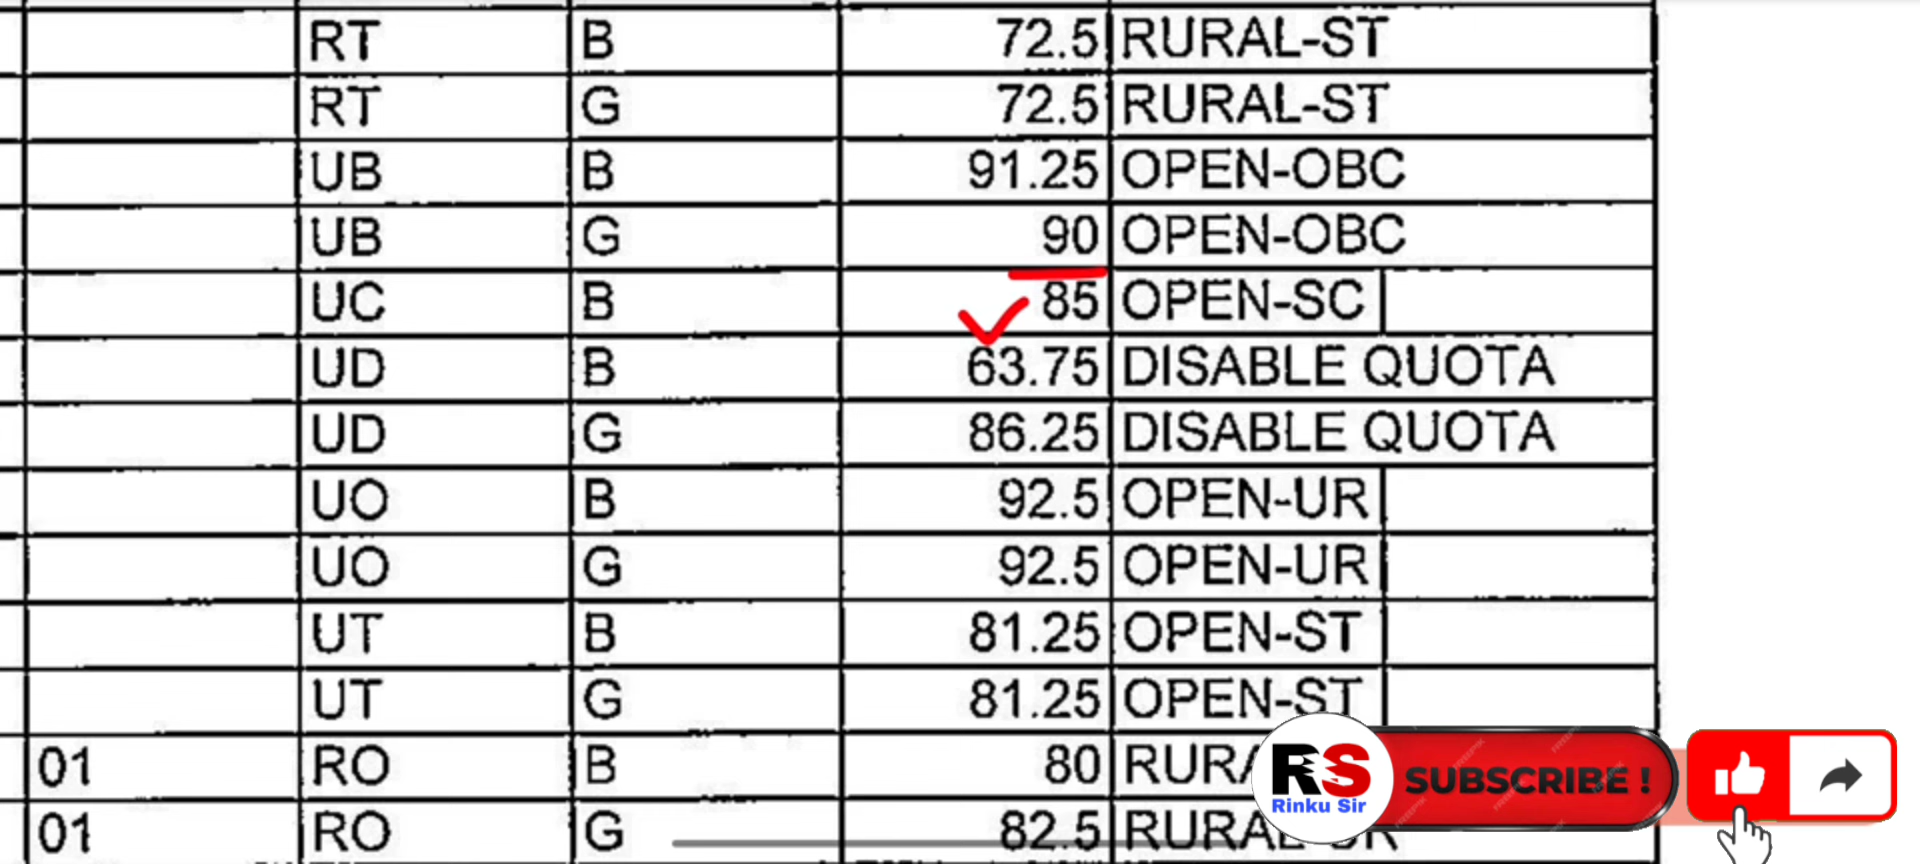 RT B 72.5 RURAL-ST
RT G 72.5 RURAL-ST
UB B 91.25 OPEN-OBC
UB G 90 OPEN-OBC
UC B 85 OPEN-SC
UD B 63.75 DISABLE QUOTA
UD G 86.25 DISABLE QUOTA
UO B 92.5 OPEN-UR
UO G 92.5 OPEN-UR
UT B 81.25 OPEN-ST
UT G 81.25 OPEN-ST
01 RO B 80
01 RO G 82.5
RS
Rinku Sir
SUBSCRIBE !